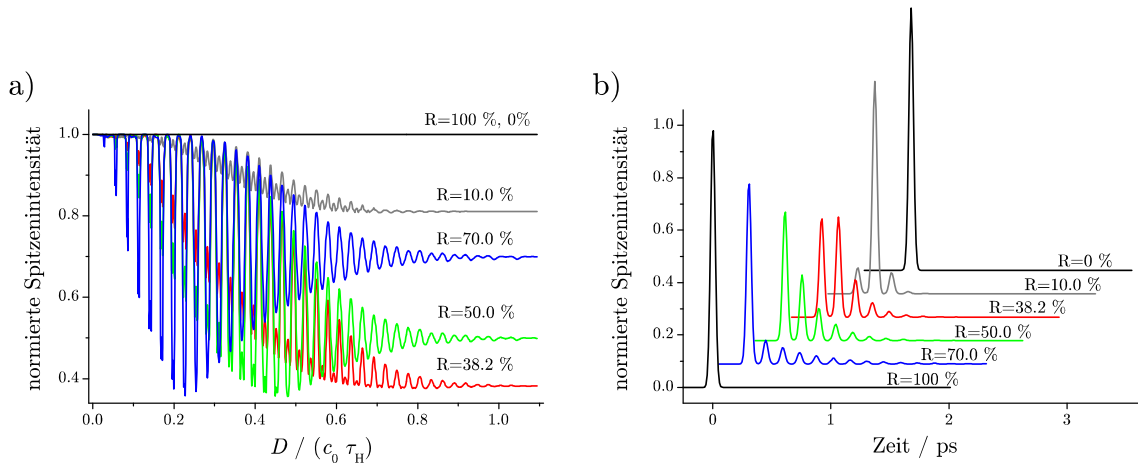 a)
normierte Spitzenintensität
1.0
0.8
0.6
0.4
0.0
0.2
0.4
0.6
0.8
1.0
D / (c₀ τ_H)
R=100 %, 0%
R=10.0 %
R=70.0 %
R=50.0 %
R=38.2 %
b)
normierte Spitzenintensität
1.0
0.8
0.6
0.4
0.2
0.0
0
1
2
3
Zeit / ps
R=0 %
R=10.0 %
R=38.2 %
R=50.0 %
R=70.0 %
R=100 %